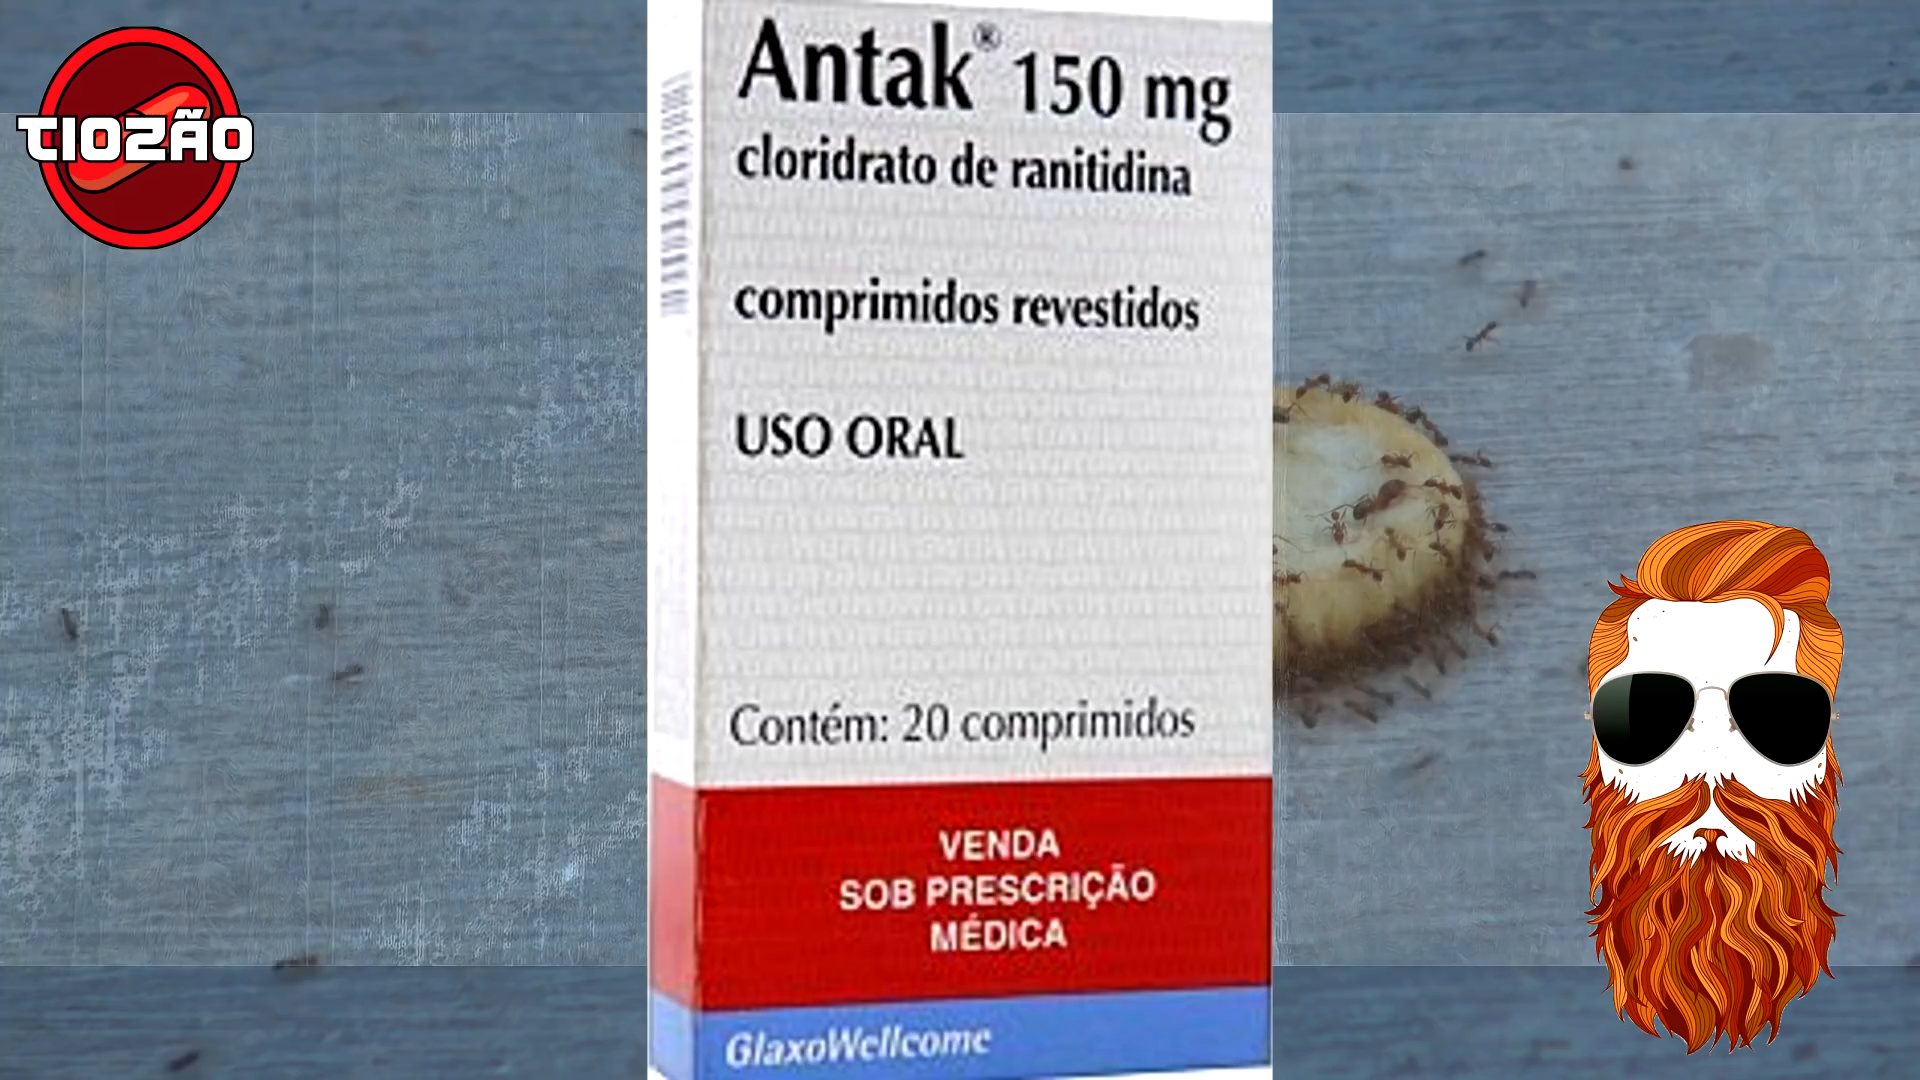 TIOZÃO
Antak® 150 mg
cloridrato de ranitidina
comprimidos revestidos
USO ORAL
Contém: 20 comprimidos
VENDA
SOB PRESCRIÇÃO
MÉDICA
GlaxoWellcome